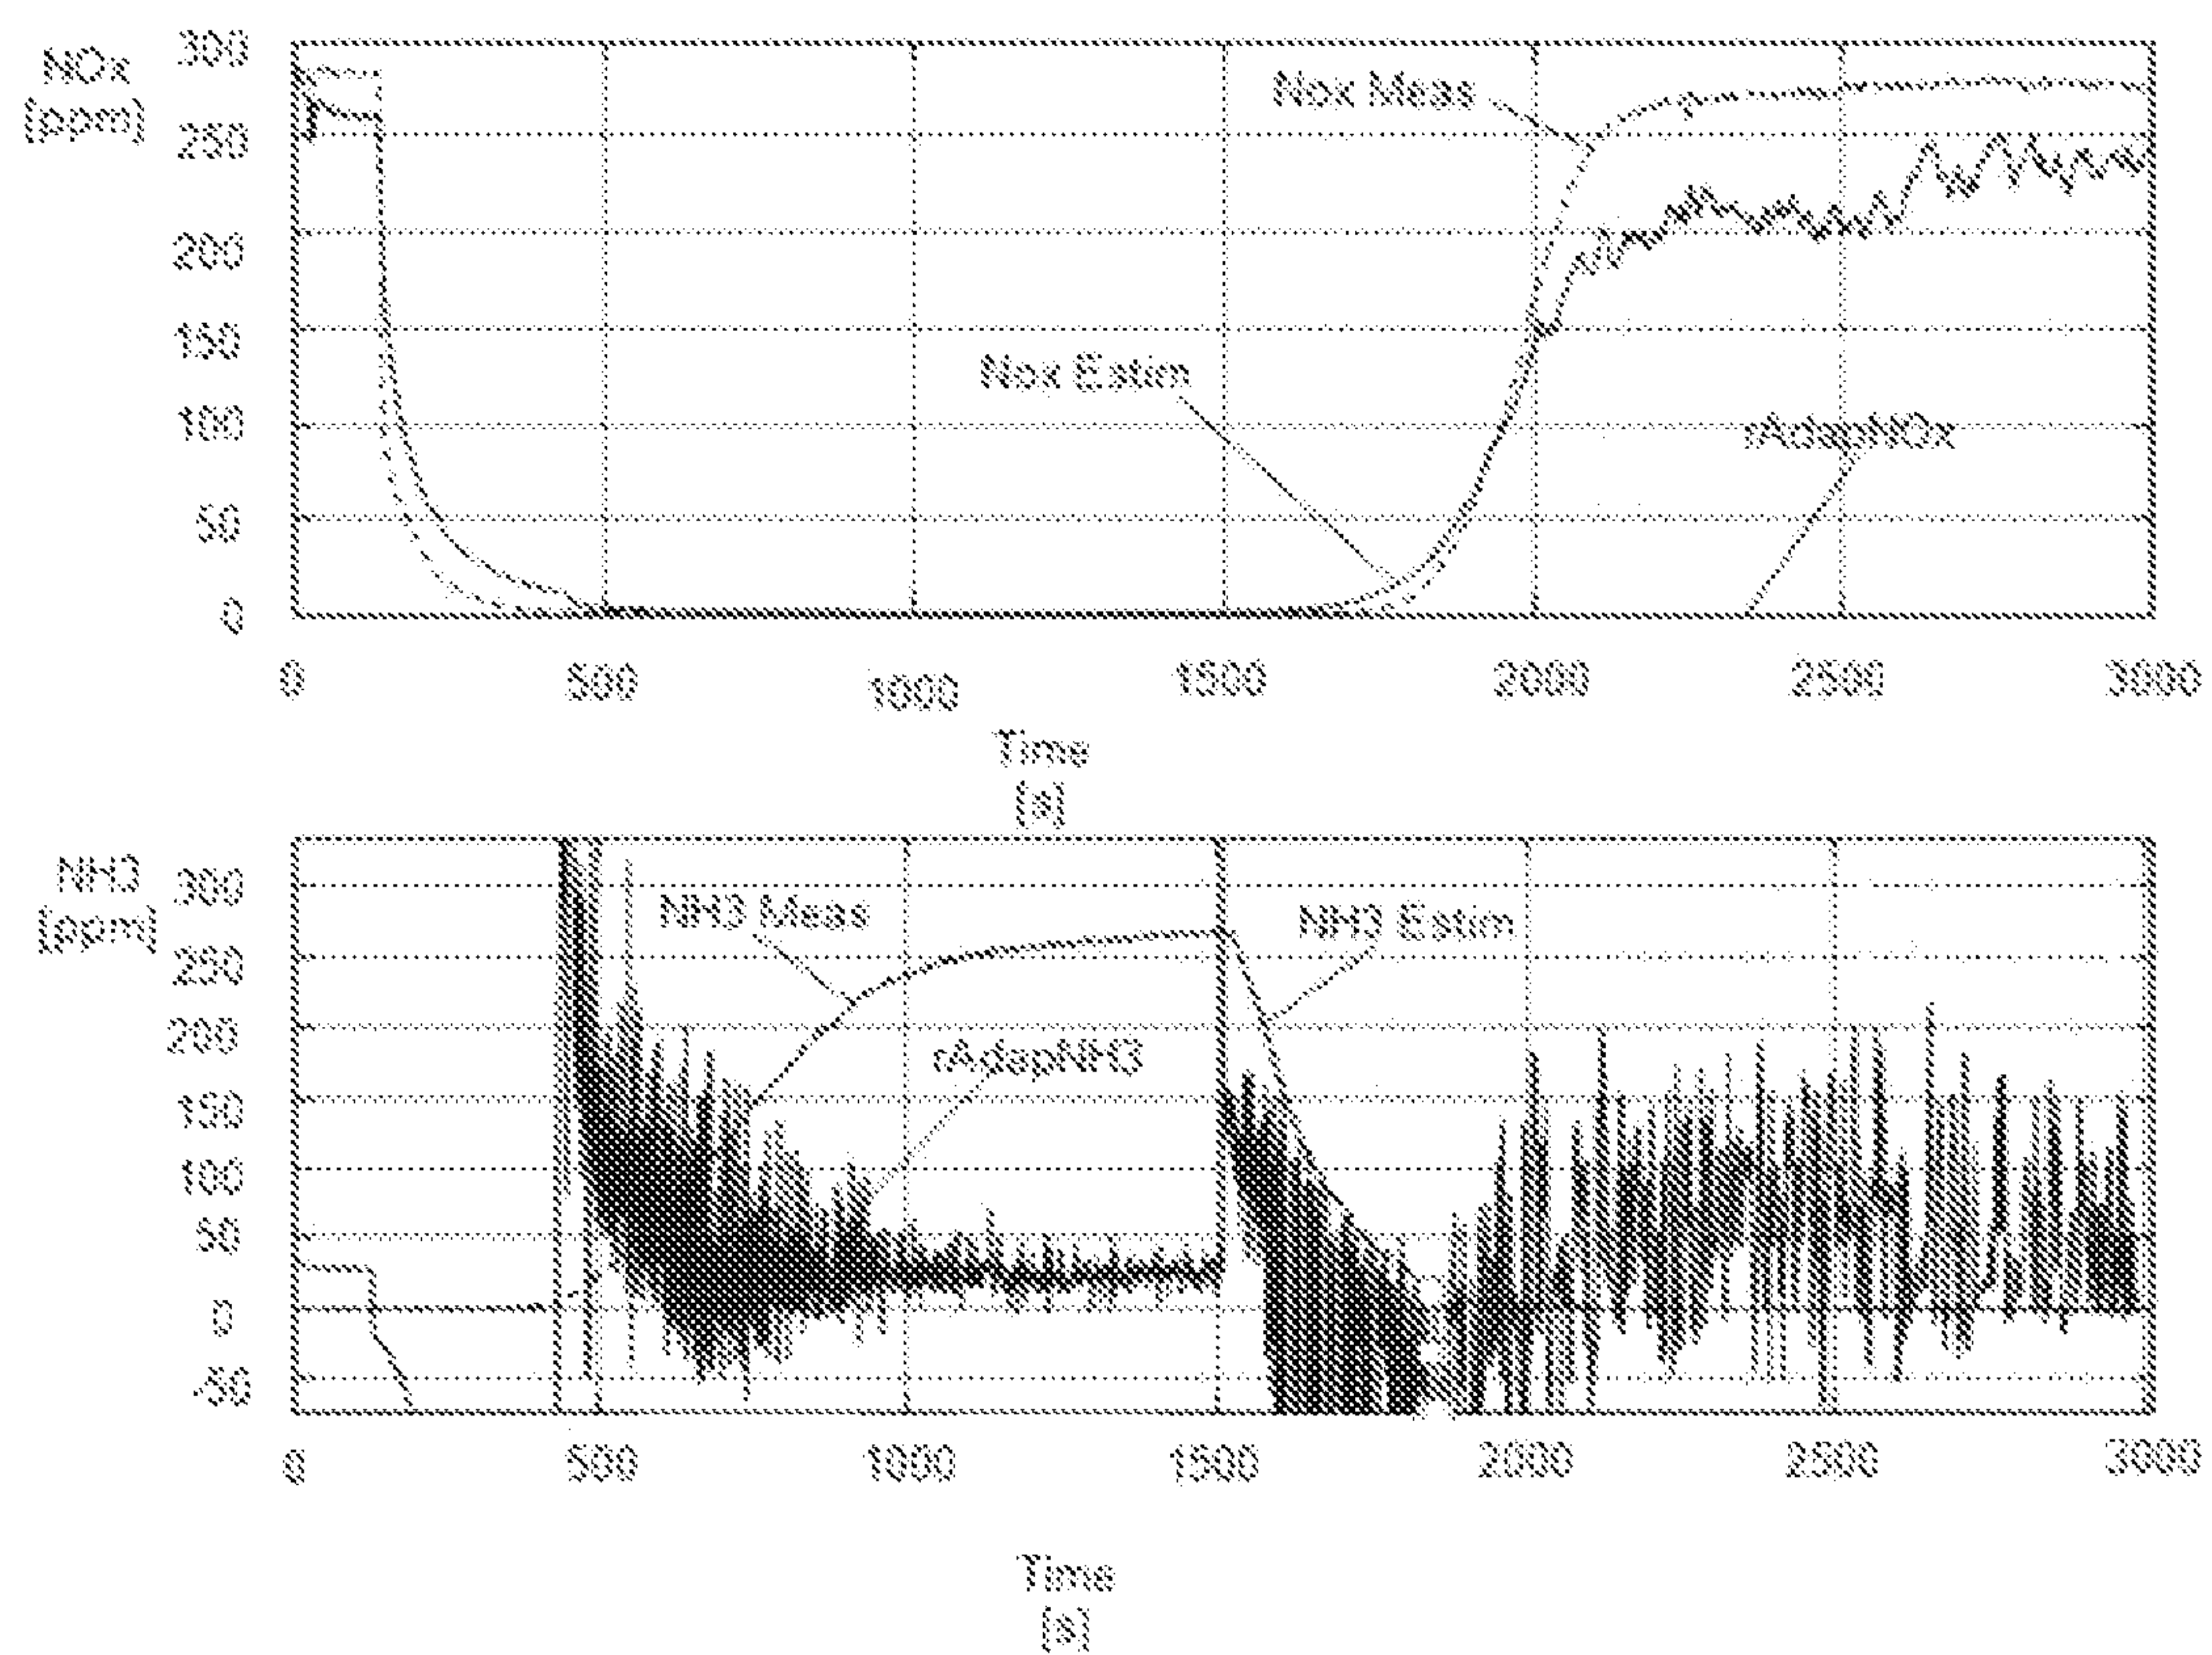 NOx
[ppm]
300
250
200
150
100
50
0
Nox Meas
Nox Estim
rAdapNOx
0 500 1000 1500 2000 2500 3000
Time
[s]
NH3
[ppm]
300
250
200
150
100
50
0
-50
NH3 Meas
NH3 Estim
rAdapNH3
0 500 1000 1500 2000 2500 3000
Time
[s]